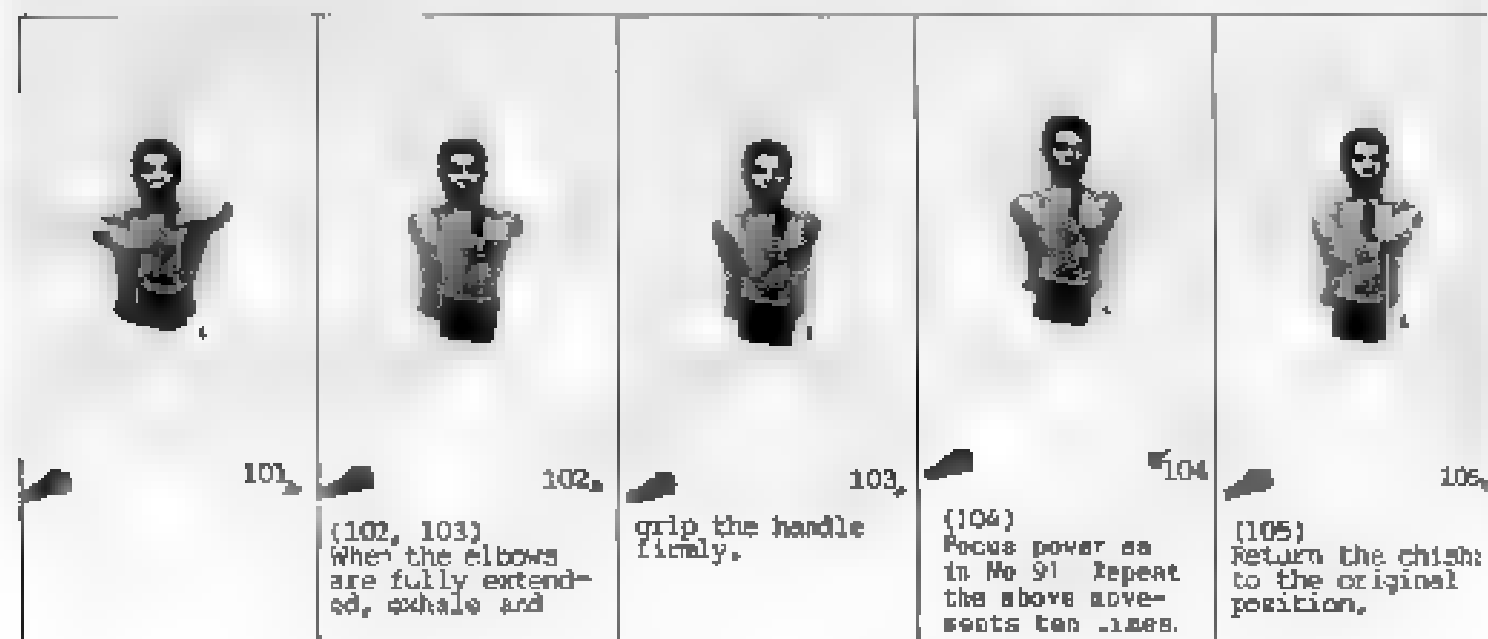 101
102
103
104
105
(102, 103)
When the elbows
are fully extend-
ed, exhale and
grip the handle
firmly.
(104)
Focus power as
in No 91 Repeat
the above move-
ments ten times.
(105)
Return the chishi
to the original
position.